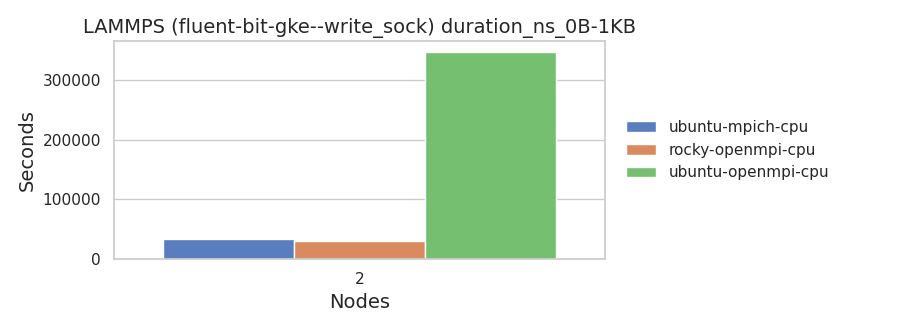 LAMMPS (fluent-bit-gke--write_sock) duration_ns_0B-1KB
Seconds
300000
200000
100000
0
2
Nodes
ubuntu-mpich-cpu
rocky-openmpi-cpu
ubuntu-openmpi-cpu